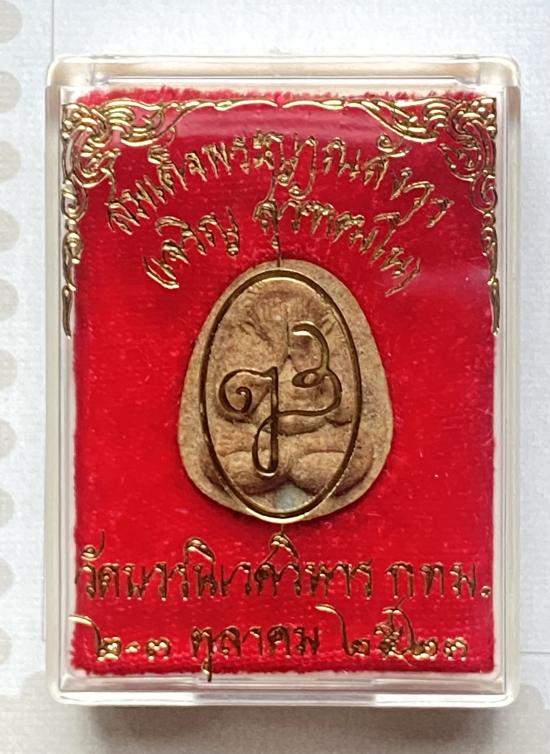 สมเด็จพระญาณสังวร
(เจริญ สุวฑฺฒโน)
วัดบวรนิเวศวิหาร กทม.
๒-๓ ตุลาคม ๒๕๒๓